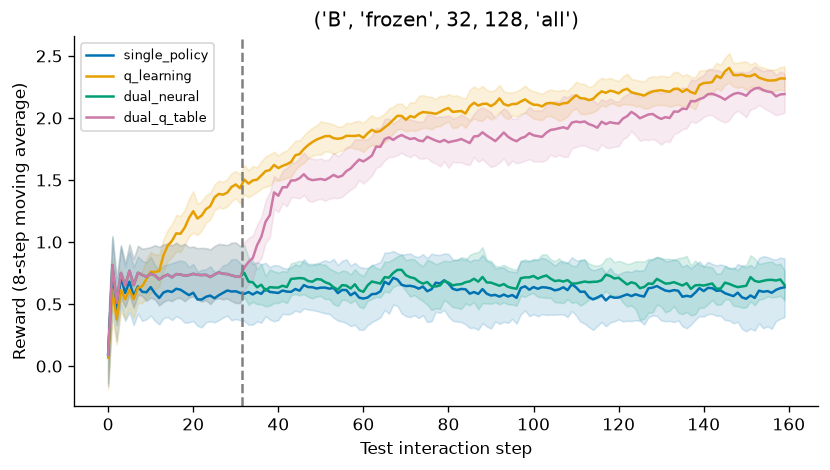 ('B', 'frozen', 32, 128, 'all')
single_policy
q_learning
dual_neural
dual_q_table
Reward (8-step moving average)
2.5
2.0
1.5
1.0
0.5
0.0
0 20 40 60 80 100 120 140 160
Test interaction step